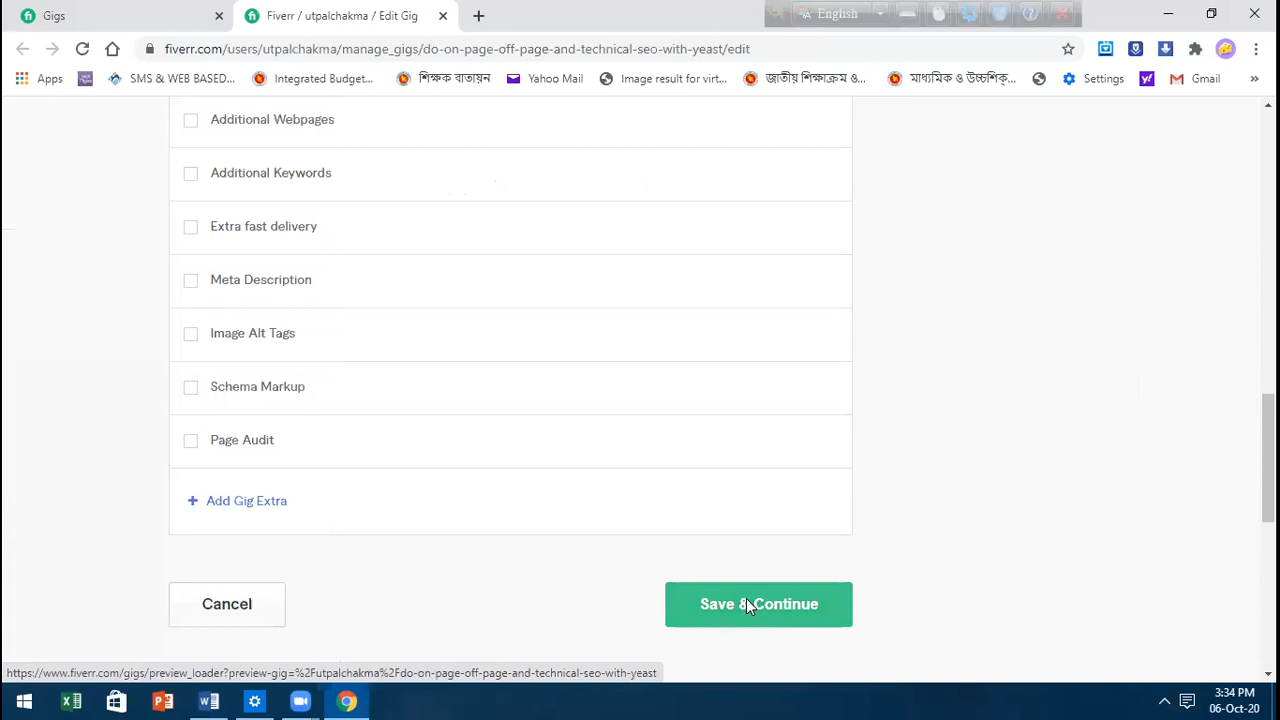 Gigs
Fiverr / utpalchakma / Edit Gig
English
fiverr.com/users/utpalchakma/manage_gigs/do-on-page-off-page-and-technical-seo-with-yeast/edit
Apps
SMS & WEB BASED...
Integrated Budget...
শিক্ষক বাতায়ন
Yahoo Mail
Image result for virt...
জাতীয় শিক্ষাক্রম ও...
মাধ্যমিক ও উচ্চশিক্...
Settings
Gmail
Additional Webpages
Additional Keywords
Extra fast delivery
Meta Description
Image Alt Tags
Schema Markup
Page Audit
+ Add Gig Extra
Cancel
Save & Continue
https://www.fiverr.com/gigs/preview_loader?preview-gig=%2Futpalchakma%2Fdo-on-page-off-page-and-technical-seo-with-yeast
3:34 PM
06-Oct-20